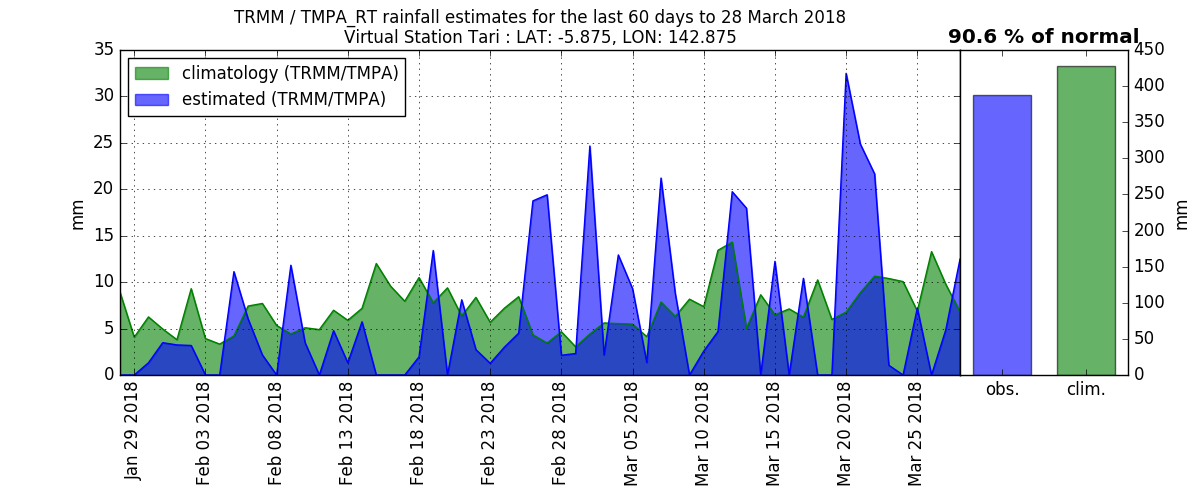 TRMM / TMPA_RT rainfall estimates for the last 60 days to 28 March 2018
Virtual Station Tari : LAT: -5.875, LON: 142.875
90.6 % of normal
climatology (TRMM/TMPA)
estimated (TRMM/TMPA)
35
30
25
20
15
10
5
0
mm
Jan 29 2018
Feb 03 2018
Feb 08 2018
Feb 13 2018
Feb 18 2018
Feb 23 2018
Feb 28 2018
Mar 05 2018
Mar 10 2018
Mar 15 2018
Mar 20 2018
Mar 25 2018
obs.
clim.
450
400
350
300
250
200
150
100
50
0
mm